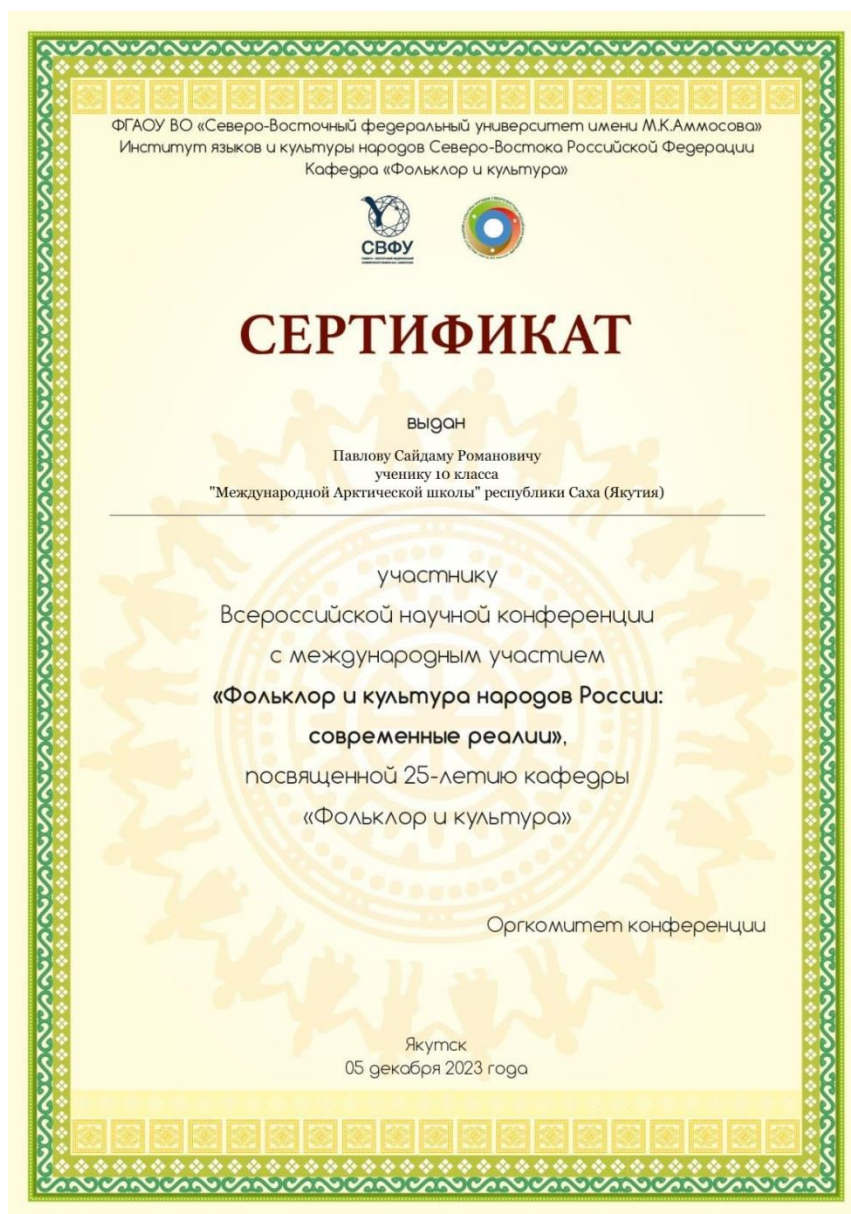 ФГАОУ ВО «Северо-Восточный федеральный университет имени М.К.Аммосова»
Институт языков и культуры народов Северо-Востока Российской Федерации
Кафедра «Фольклор и культура»
СВФУ
СЕРТИФИКАТ
выдан
Павлову Сайдаму Романовичу
ученику 10 класса
"Международной Арктической школы" республики Саха (Якутия)
участнику
Всероссийской научной конференции
с международным участием
«Фольклор и культура народов России:
современные реалии»,
посвященной 25-летию кафедры
«Фольклор и культура»
Оргкомитет конференции
Якутск
05 декабря 2023 года